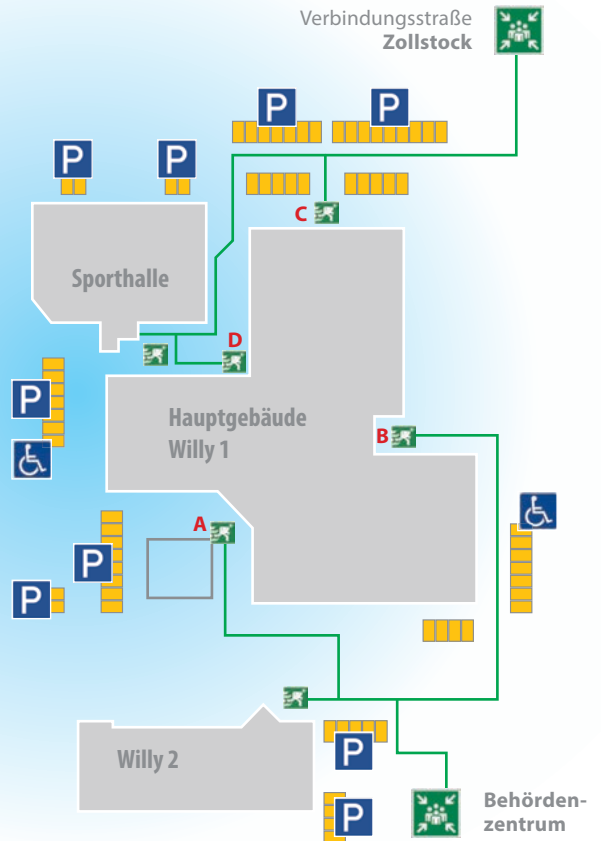 Verbindungsstraße
Zollstock
P
P
P
P
C
Sporthalle
D
P
Hauptgebäude
Willy 1
B
A
P
P
Willy 2
P
P
Behörden-
zentrum